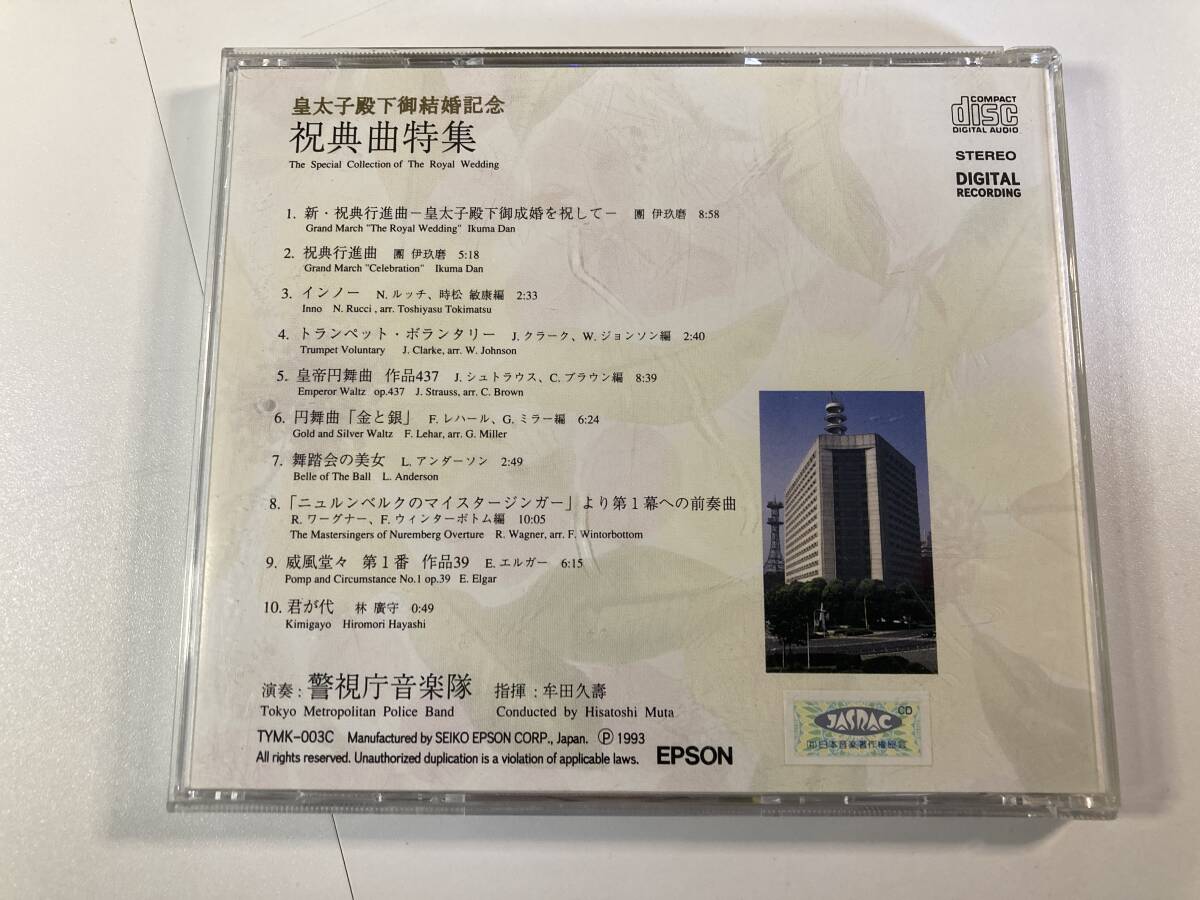 皇太子殿下御結婚記念
祝典曲特集
The Special Collection of The Royal Wedding
COMPACT
disc
DIGITAL AUDIO
STEREO
DIGITAL
RECORDING
1. 新・祝典行進曲－皇太子殿下御成婚を祝して－ 團 伊玖磨 8:58
Grand March "The Royal Wedding" Ikuma Dan
2. 祝典行進曲 團 伊玖磨 5:18
Grand March "Celebration" Ikuma Dan
3. インノー N. ルッチ、時松 敏康編 2:33
Inno N. Rucci , arr. Toshiyasu Tokimatsu
4. トランペット・ボランタリー J. クラーク、W. ジョンソン編 2:40
Trumpet Voluntary J. Clarke, arr. W. Johnson
5. 皇帝円舞曲 作品437 J. シュトラウス、C. ブラウン編 8:39
Emperor Waltz op.437 J. Strauss, arr. C. Brown
6. 円舞曲「金と銀」 F. レハール、G. ミラー編 6:24
Gold and Silver Waltz F. Lehar, arr. G. Miller
7. 舞踏会の美女 L. アンダーソン 2:49
Belle of The Ball L. Anderson
8. 「ニュルンベルクのマイスタージンガー」より第1幕への前奏曲
R. ワーグナー、F. ウィンターボトム編 10:05
The Mastersingers of Nuremberg Overture R. Wagner, arr. F. Wintorbottom
9. 威風堂々 第1番 作品39 E. エルガー 6:15
Pomp and Circumstance No.1 op.39 E. Elgar
10. 君が代 林 廣守 0:49
Kimigayo Hiromori Hayashi
演奏 : 警視庁音楽隊 指揮 : 牟田久壽
Tokyo Metropolitan Police Band Conducted by Hisatoshi Muta
TYMK-003C Manufactured by SEIKO EPSON CORP., Japan. Ⓟ 1993
All rights reserved. Unauthorized duplication is a violation of applicable laws. EPSON
CD
JASRAC
(社)日本音楽著作権協会